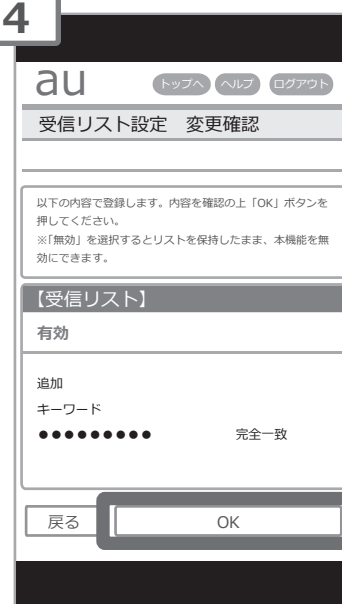 4
au
トップへ ヘルプ ログアウト
受信リスト設定　変更確認
以下の内容で登録します。内容を確認の上「OK」ボタンを
押してください。
※「無効」を選択するとリストを保持したまま、本機能を無
効にできます。
【受信リスト】
有効
追加
キーワード
●●●●●●●●●　完全一致
戻る OK